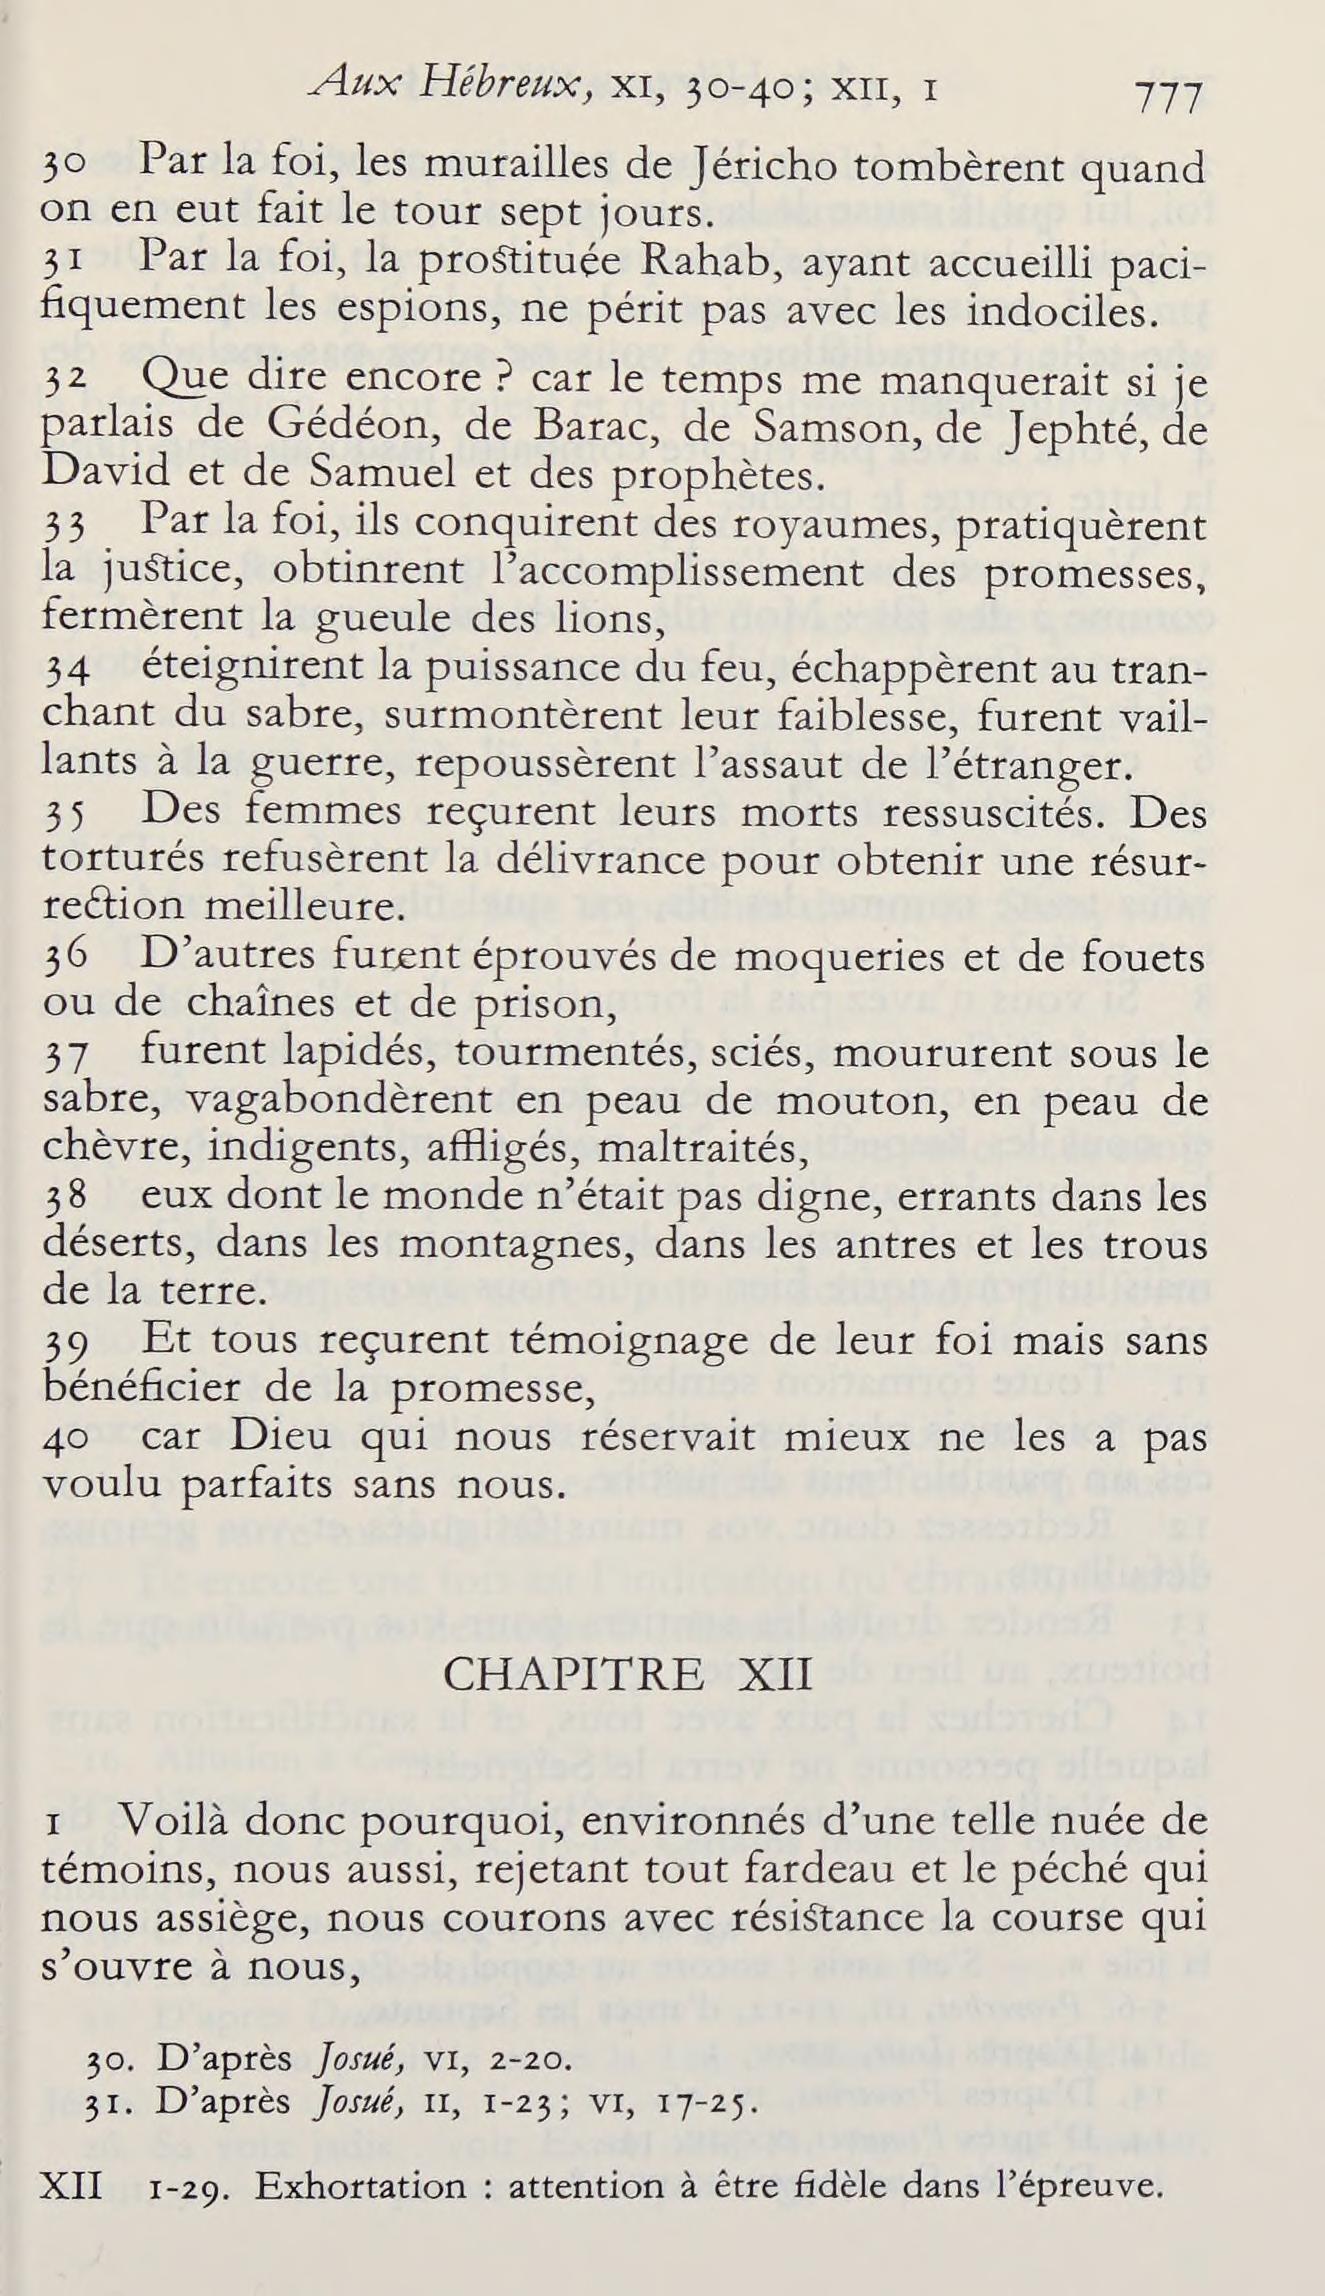 Aux Hébreux, XI, 30-40; XII, 1 777
30 Par la foi, les murailles de Jéricho tombèrent quand
on en eut fait le tour sept jours.
31 Par la foi, la prostituée Rahab, ayant accueilli paci-
fiquement les espions, ne périt pas avec les indociles.
32 Que dire encore ? car le temps me manquerait si je
parlais de Gédéon, de Barac, de Samson, de Jephté, de
David et de Samuel et des prophètes.
33 Par la foi, ils conquirent des royaumes, pratiquèrent
la justice, obtinrent l'accomplissement des promesses,
fermèrent la gueule des lions,
34 éteignirent la puissance du feu, échappèrent au tran-
chant du sabre, surmontèrent leur faiblesse, furent vail-
lants à la guerre, repoussèrent l'assaut de l'étranger.
35 Des femmes reçurent leurs morts ressuscités. Des
torturés refusèrent la délivrance pour obtenir une résur-
rection meilleure.
36 D'autres furent éprouvés de moqueries et de fouets
ou de chaînes et de prison,
37 furent lapidés, tourmentés, sciés, moururent sous le
sabre, vagabondèrent en peau de mouton, en peau de
chèvre, indigents, affligés, maltraités,
38 eux dont le monde n'était pas digne, errants dans les
déserts, dans les montagnes, dans les antres et les trous
de la terre.
39 Et tous reçurent témoignage de leur foi mais sans
bénéficier de la promesse,
40 car Dieu qui nous réservait mieux ne les a pas
voulu parfaits sans nous.
CHAPITRE XII
1 Voilà donc pourquoi, environnés d'une telle nuée de
témoins, nous aussi, rejetant tout fardeau et le péché qui
nous assiège, nous courons avec résistance la course qui
s'ouvre à nous,
30. D'après Josué, VI, 2-20.
31. D'après Josué, II, 1-23; VI, 17-25.
XII 1-29. Exhortation : attention à être fidèle dans l'épreuve.